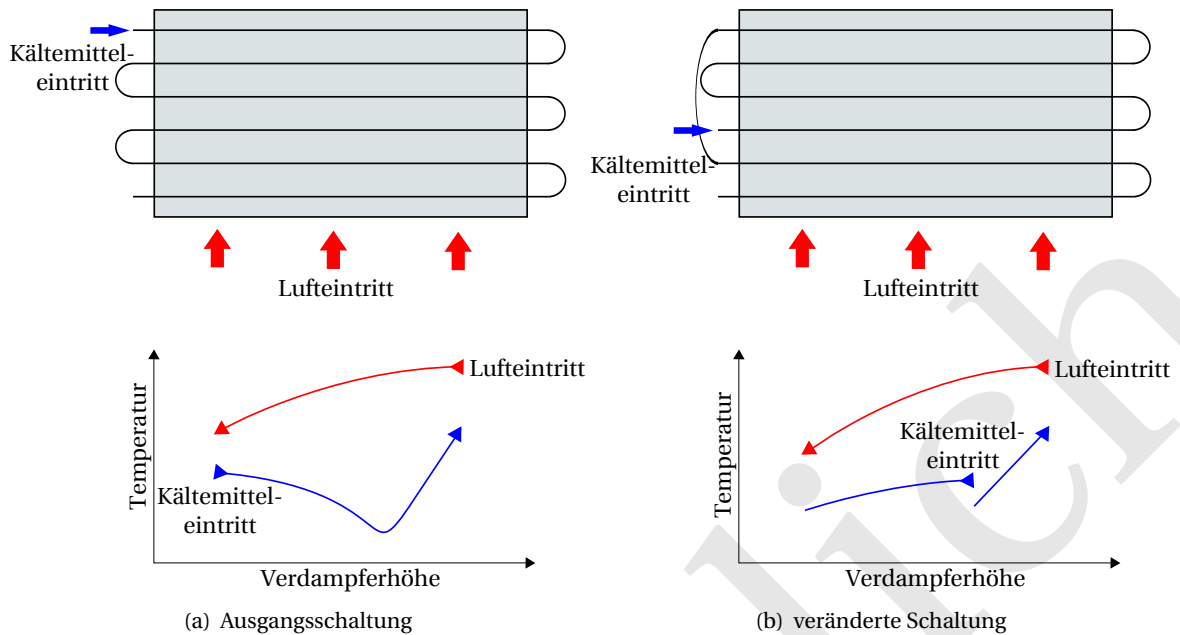 Kältemittel-
eintritt
Lufteintritt
Temperatur
Lufteintritt
Kältemittel-
eintritt
Verdampferhöhe
(a) Ausgangsschaltung
Kältemittel-
eintritt
Lufteintritt
Temperatur
Lufteintritt
Kältemittel-
eintritt
Verdampferhöhe
(b) veränderte Schaltung
lich